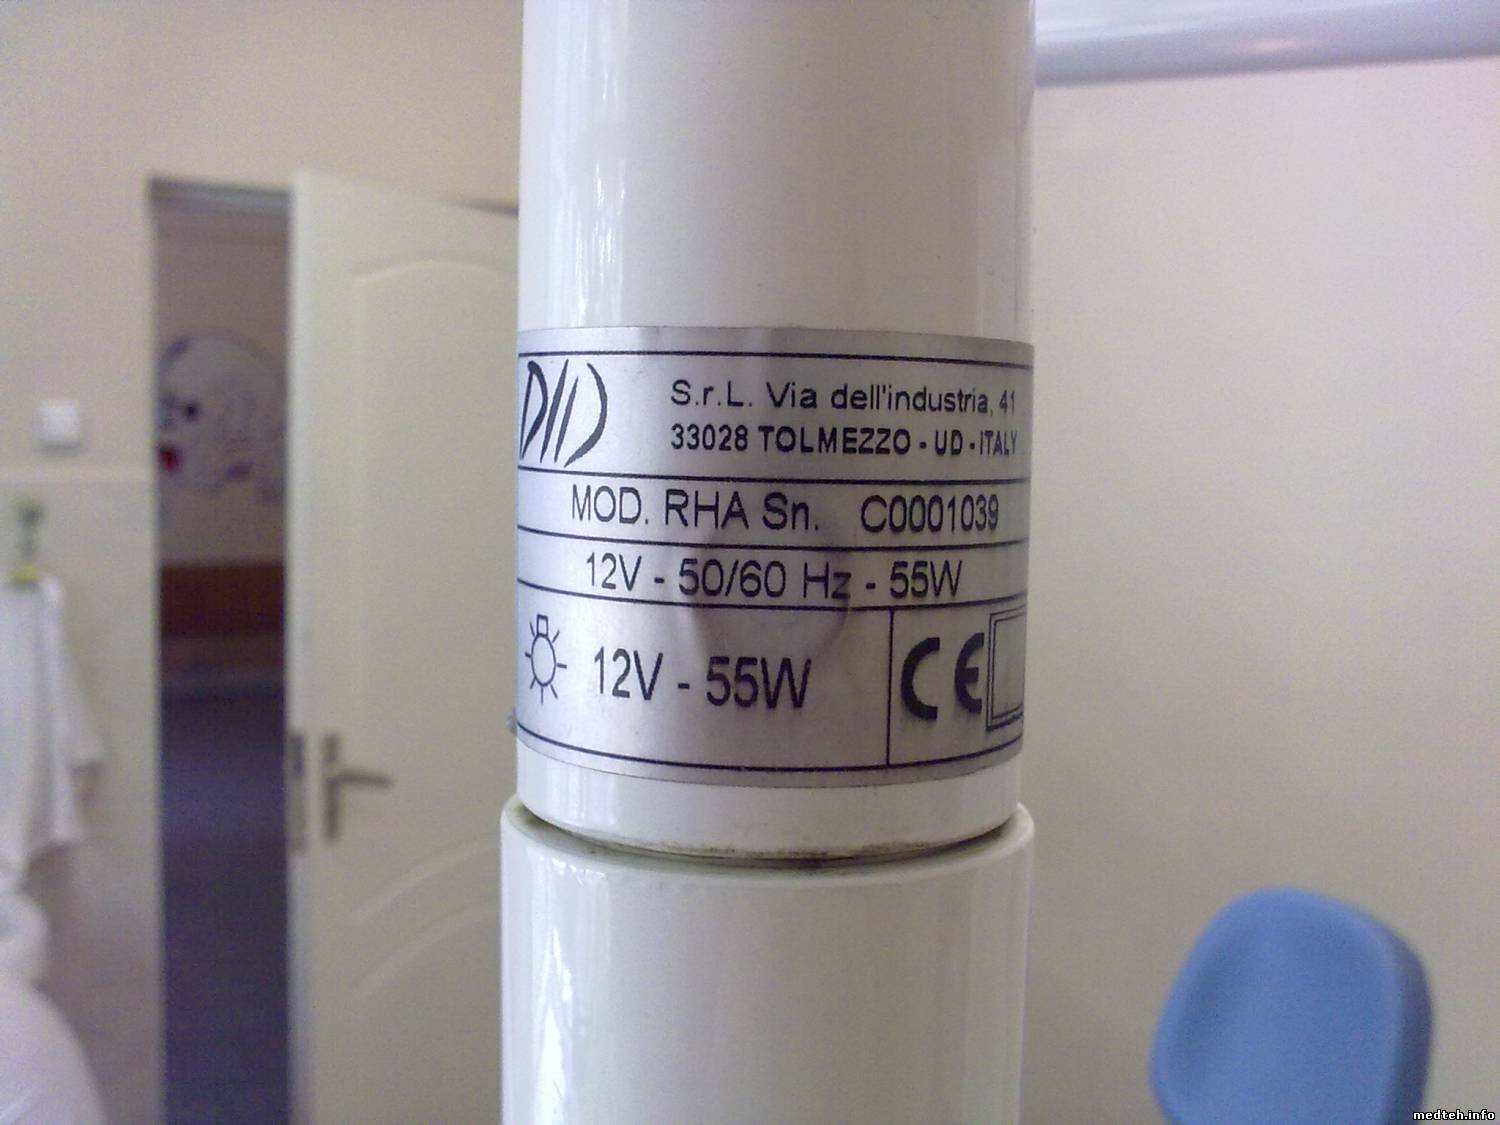 S.r.L. Via dell'industria, 41
33028 TOLMEZZO - UD - ITALY
MOD. RHA Sn. C0001039
12V - 50/60 Hz - 55W
12V - 55W
CE
medteh.info